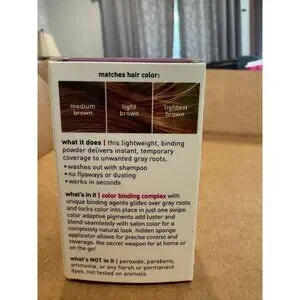 matches hair color:
medium brown
light brown
lightest brown
what it does | this lightweight, binding
powder delivers instant, temporary
coverage to unwanted gray roots.
• washes out with shampoo
• no flyaways or dusting
• works in seconds
what's in it | color binding complex with
unique binding agents glides over gray roots
and locks color into place in just one swipe.
color adaptive pigments add luster and
blend seamlessly with salon color for a
completely natural look. hidden sponge
applicator allows for precise control and
coverage. the secret weapon for at home or
on the go!
what's NOT in it | peroxide, parabens,
ammonia, or any harsh or permanent
dyes. not tested on animals.